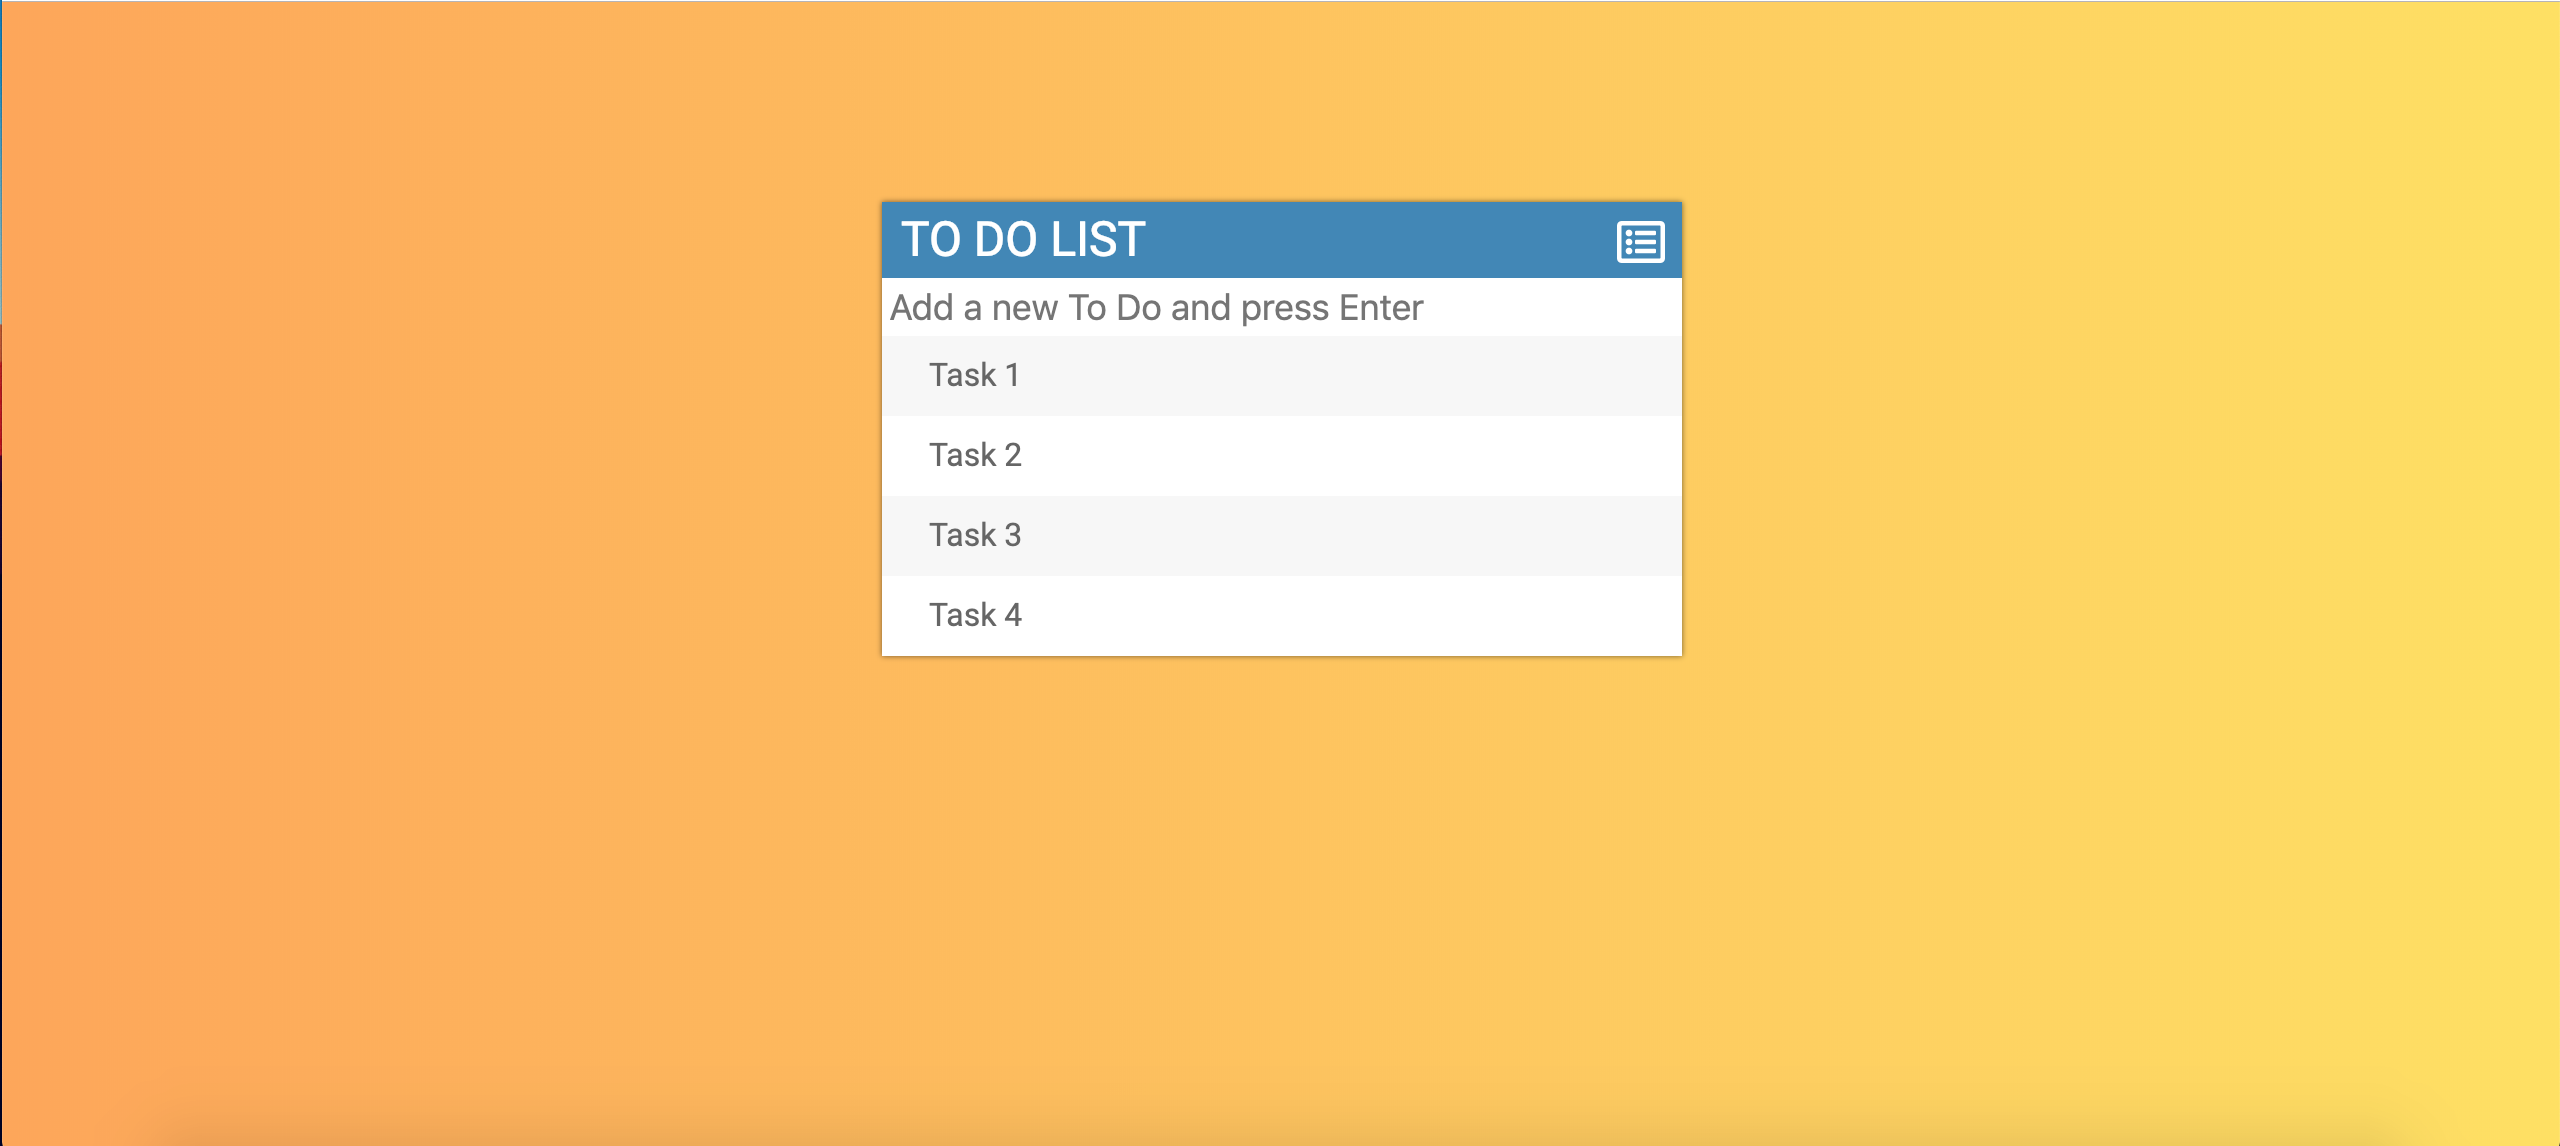 TO DO LIST
Add a new To Do and press Enter
Task 1
Task 2
Task 3
Task 4